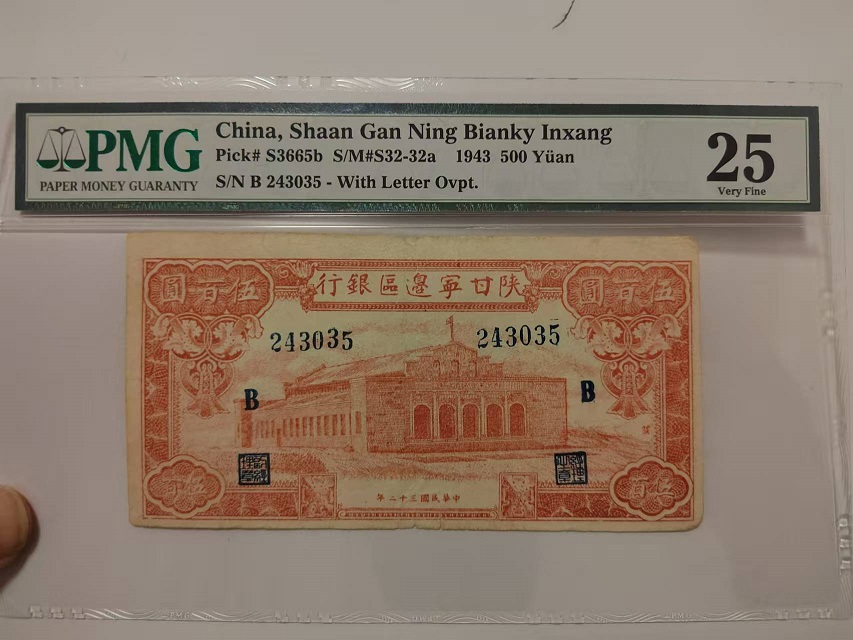 PMG
PAPER MONEY GUARANTY
China, Shaan Gan Ning Bianky Inxang
Pick# S3665b S/M#S32-32a 1943 500 Yüan
S/N B 243035 - With Letter Ovpt.
25
Very Fine
圓百伍
行銀區邊寧甘陝
圓百伍
243035
243035
B
B
年二十三國民華中